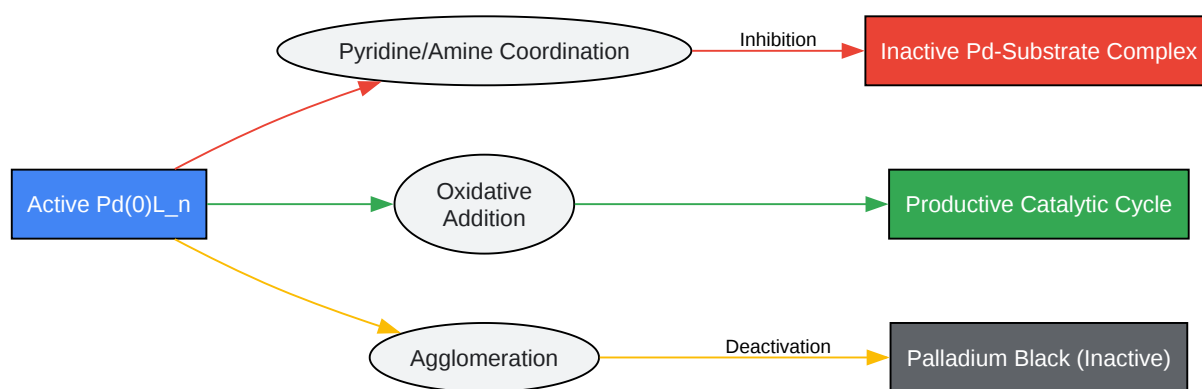 Pyridine/Amine Coordination
Inhibition
Inactive Pd-Substrate Complex
Active Pd(0)L_n
Oxidative
Addition
Productive Catalytic Cycle
Agglomeration
Deactivation
Palladium Black (Inactive)